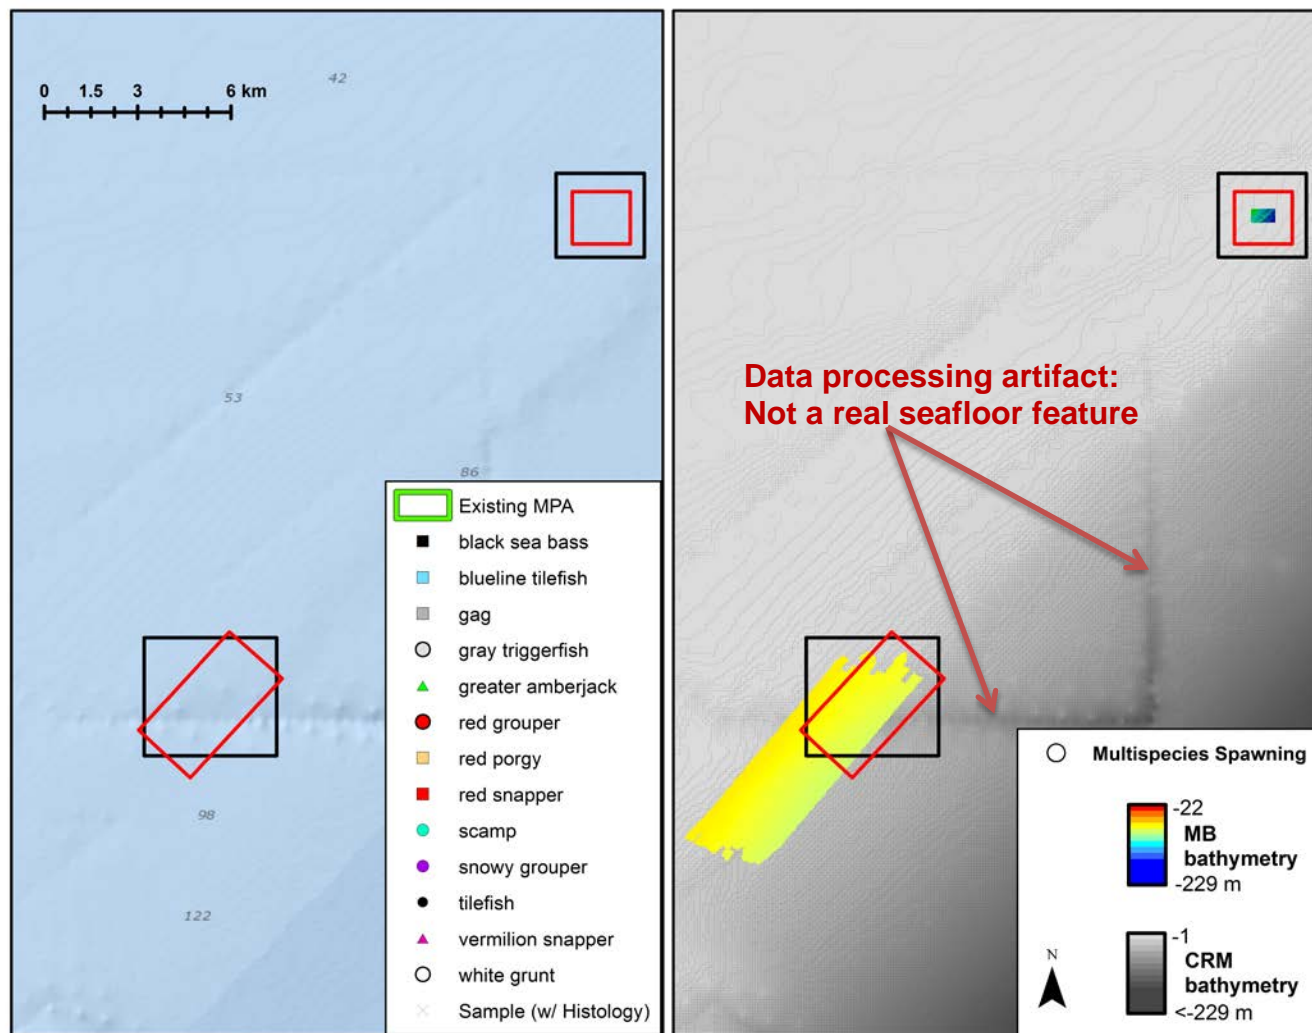 0 1.5 3 6 km
42
53
86
98
122
Existing MPA
black sea bass
blueline tilefish
gag
gray triggerfish
greater amberjack
red grouper
red porgy
red snapper
scamp
snowy grouper
tilefish
vermilion snapper
white grunt
Sample (w/ Histology)
Data processing artifact:
Not a real seafloor feature
Multispecies Spawning
-22
MB
bathymetry
-229 m
N
-1
CRM
bathymetry
<-229 m